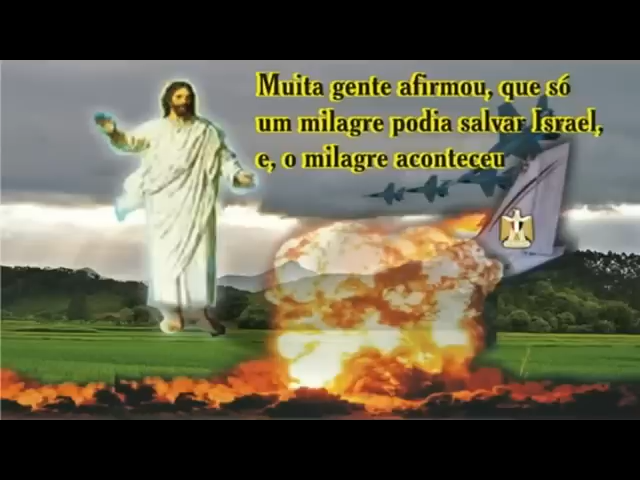 Muita gente afirmou, que só
um milagre podia salvar Israel,
e, o milagre aconteceu